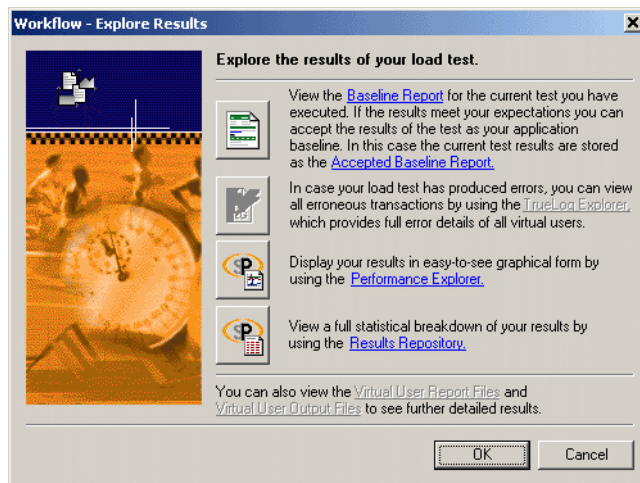 Workflow - Explore Results
Explore the results of your load test.
View the Baseline Report for the current test you have
executed. If the results meet your expectations you can
accept the results of the test as your application
baseline. In this case the current test results are stored
as the Accepted Baseline Report.
In case your load test has produced errors, you can view
all erroneous transactions by using the TrueLog Explorer,
which provides full error details of all virtual users.
Display your results in easy-to-see graphical form by
using the Performance Explorer.
View a full statistical breakdown of your results by
using the Results Repository.
You can also view the Virtual User Report Files and
Virtual User Output Files to see further detailed results.
OK
Cancel